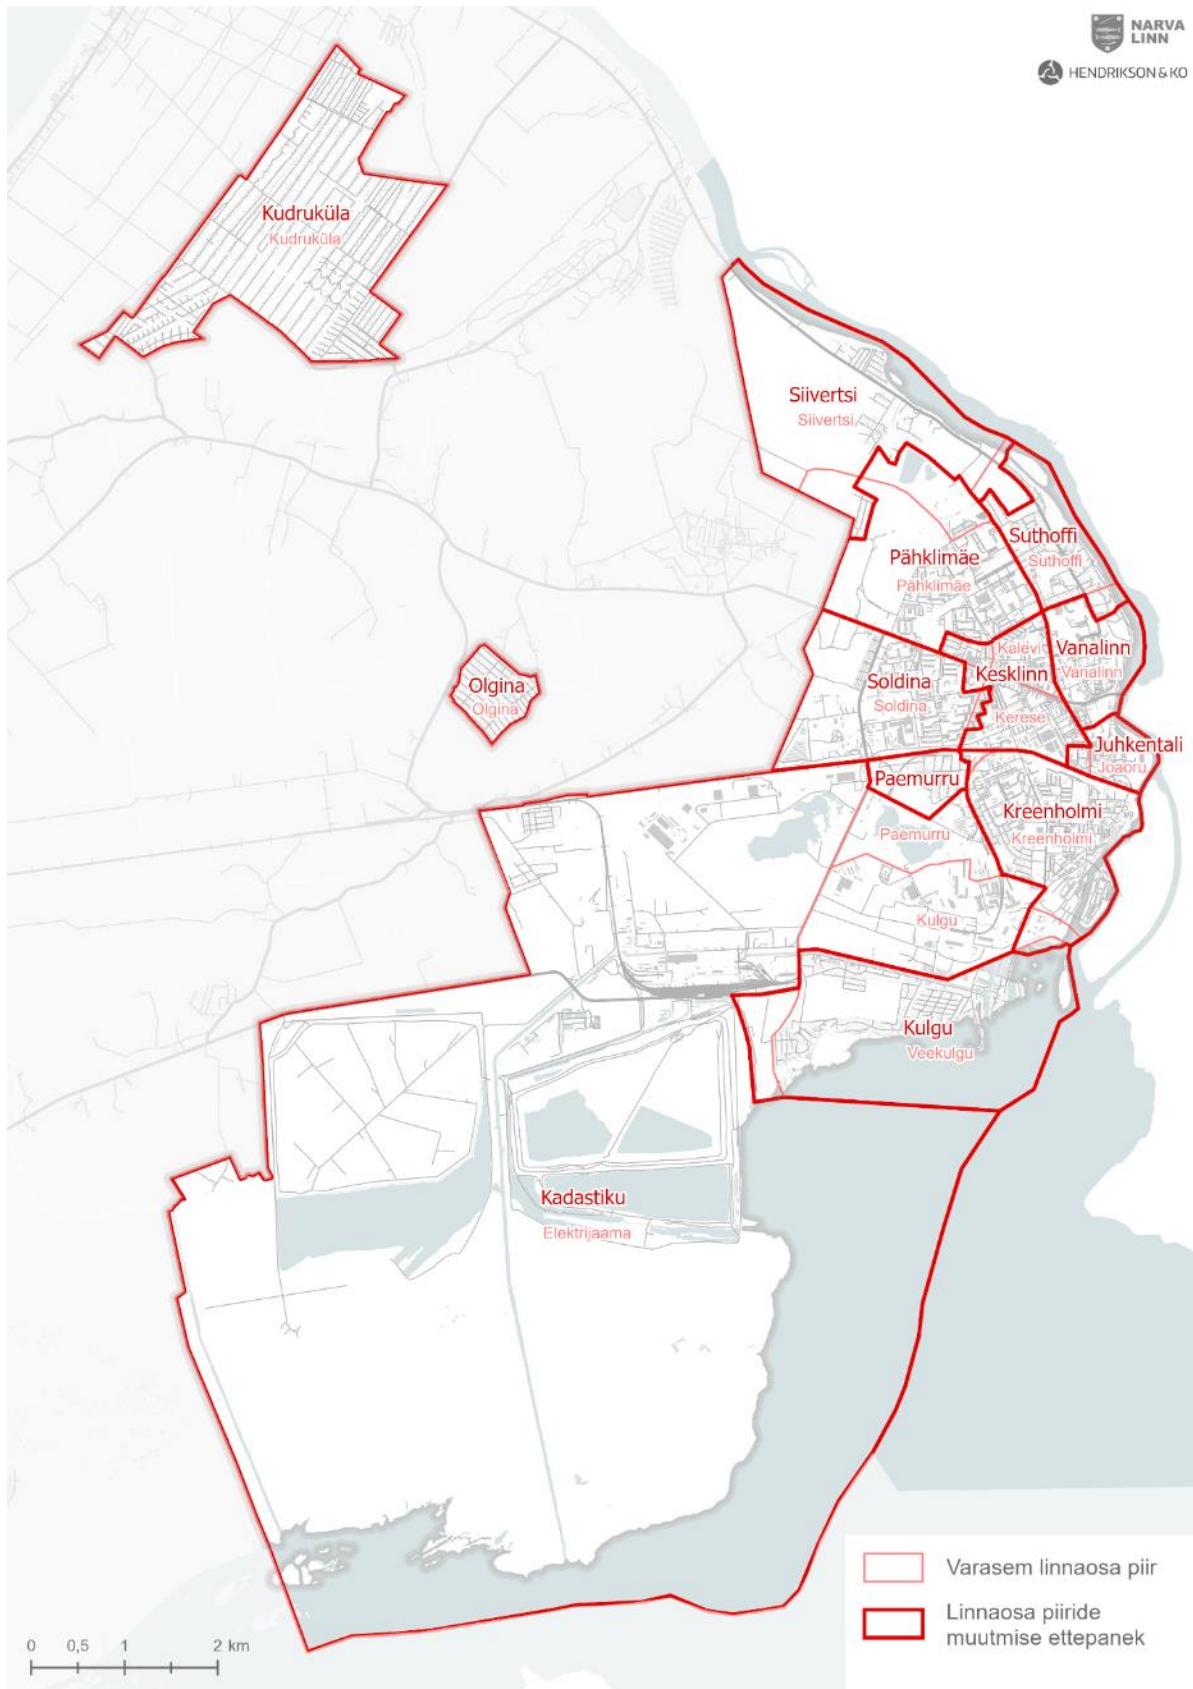 NARVA
LINN
HENDRIKSON & KO
Kudruküla
Kudruküla
Siivertsi
Siivertsi
Suthoffi
Suthoffi
Pähklimäe
Pähklimäe
Kalevi
Vanalinn
Vanalinn
Kesklinn
Soldina
Soldina
Olgina
Olgina
Kerese
Juhkentali
Joaoru
Paemurru
Kreenholmi
Kreenholmi
Paemurru
Kulgu
Kulgu
Veekulgu
Kadastiku
Elektrijaama
Varasem linnaosa piir
Linnaosa piiride
muutmise ettepanek
0 0,5 1 2 km